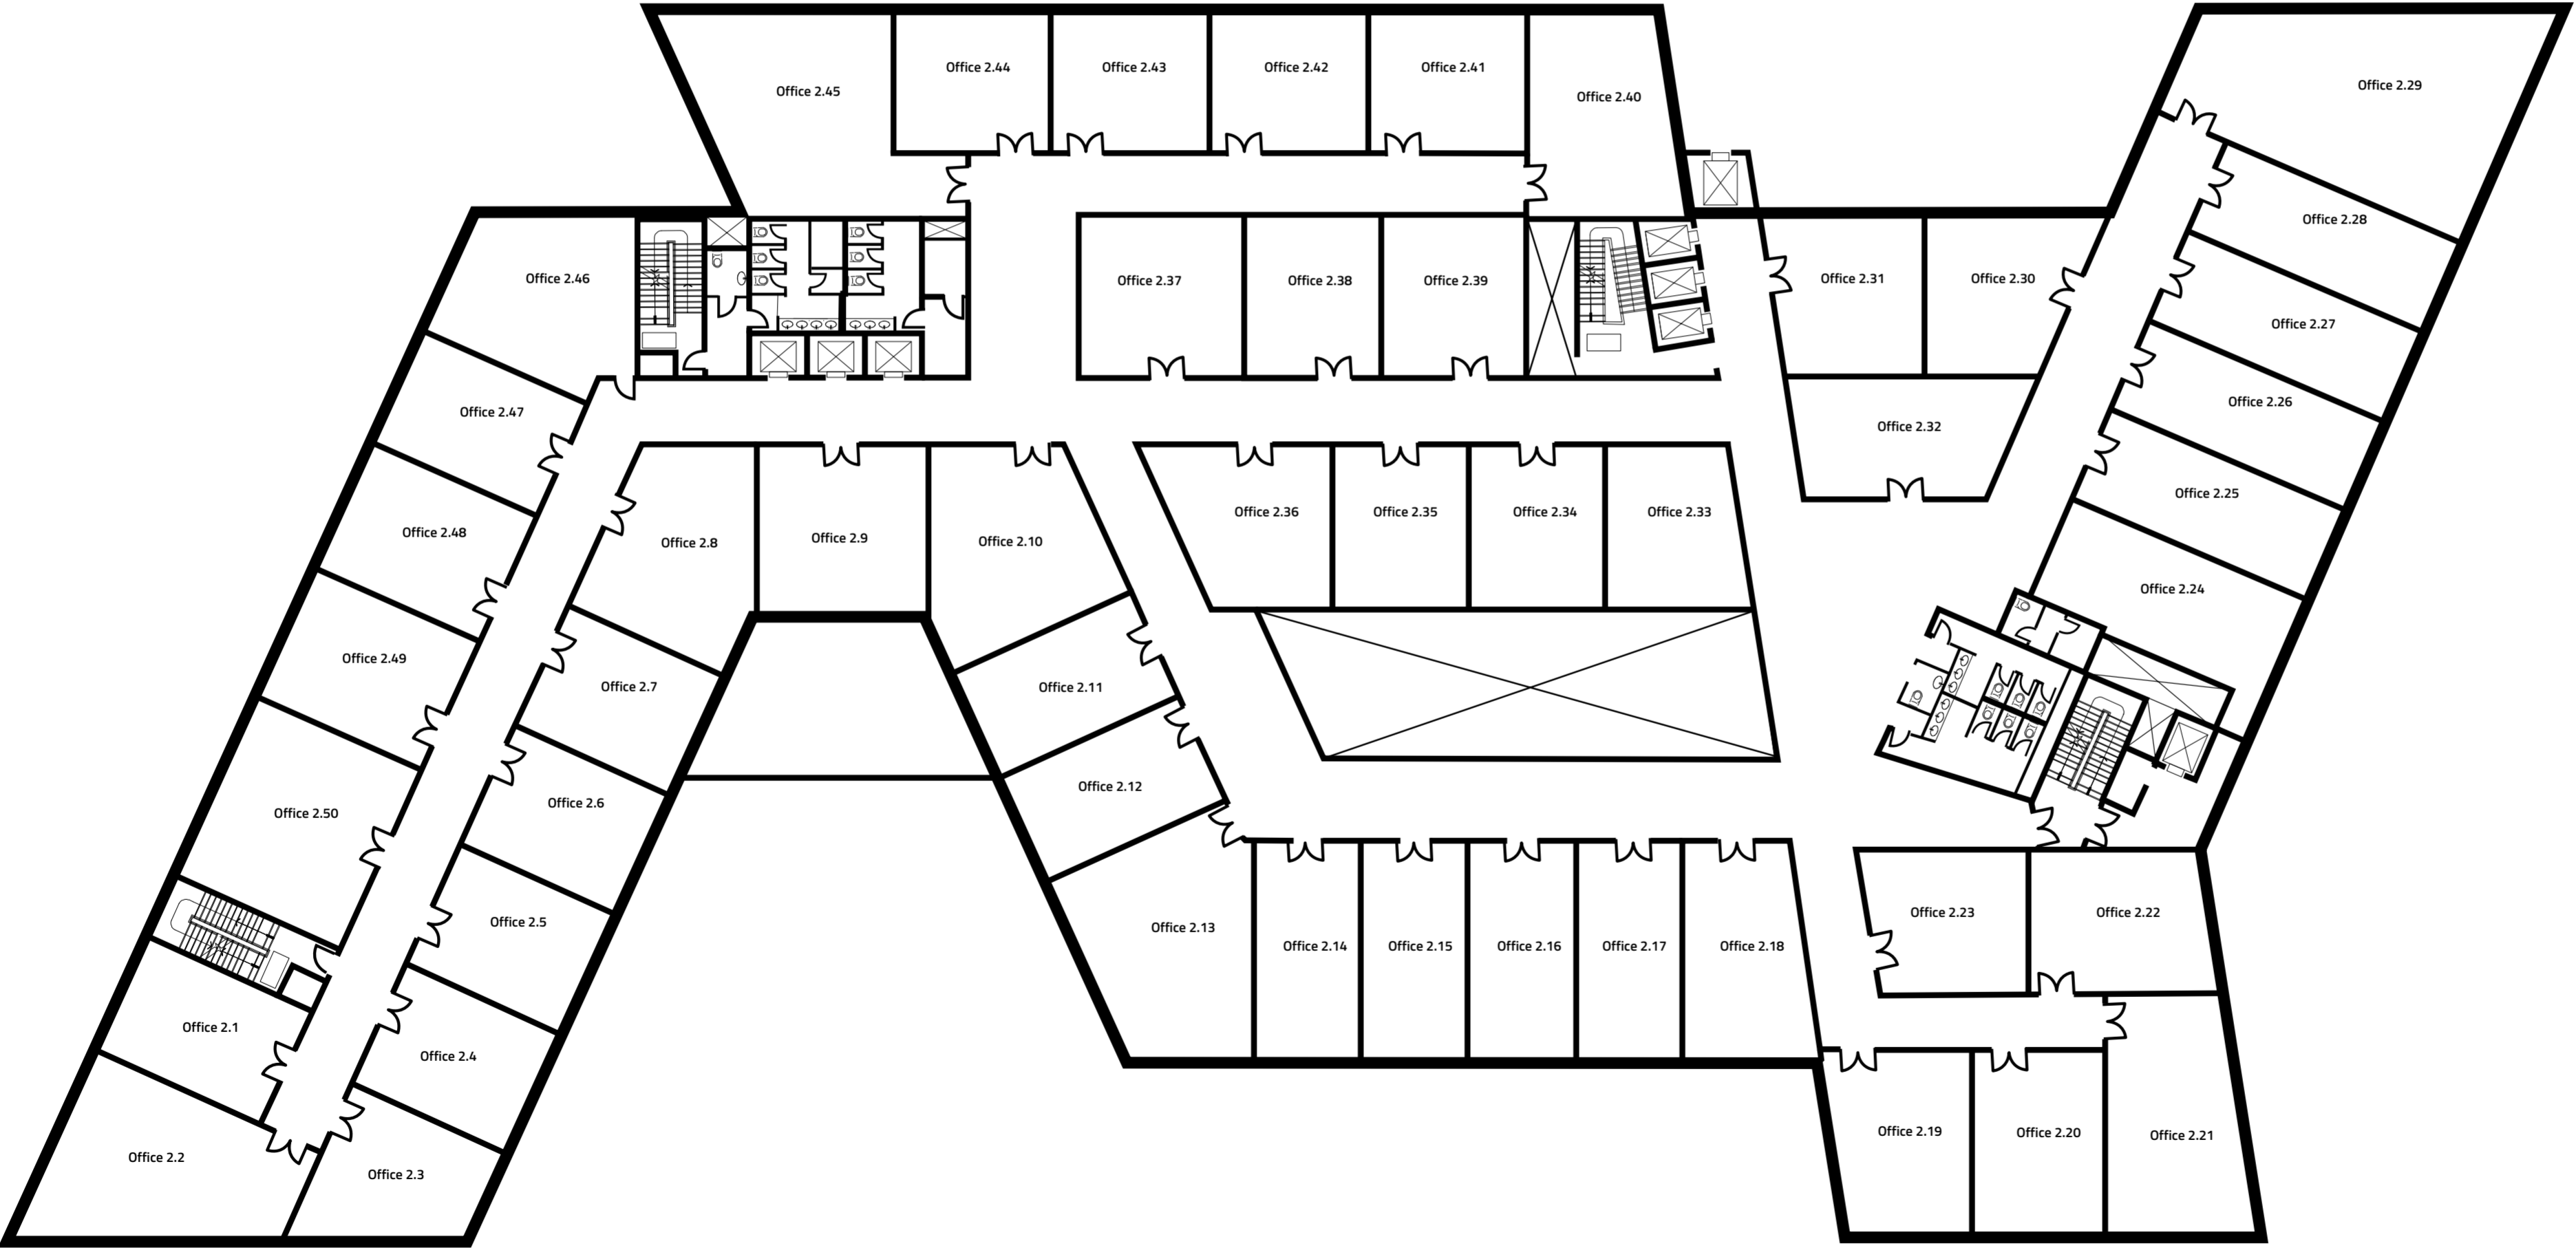 Office 2.45
Office 2.44
Office 2.43
Office 2.42
Office 2.41
Office 2.40
Office 2.29
Office 2.28
Office 2.46
Office 2.37
Office 2.38
Office 2.39
Office 2.31
Office 2.30
Office 2.27
Office 2.47
Office 2.32
Office 2.26
Office 2.48
Office 2.8
Office 2.9
Office 2.10
Office 2.36
Office 2.35
Office 2.34
Office 2.33
Office 2.25
Office 2.24
Office 2.49
Office 2.7
Office 2.11
Office 2.50
Office 2.6
Office 2.12
Office 2.5
Office 2.13
Office 2.14
Office 2.15
Office 2.16
Office 2.17
Office 2.18
Office 2.23
Office 2.22
Office 2.1
Office 2.4
Office 2.2
Office 2.3
Office 2.19
Office 2.20
Office 2.21